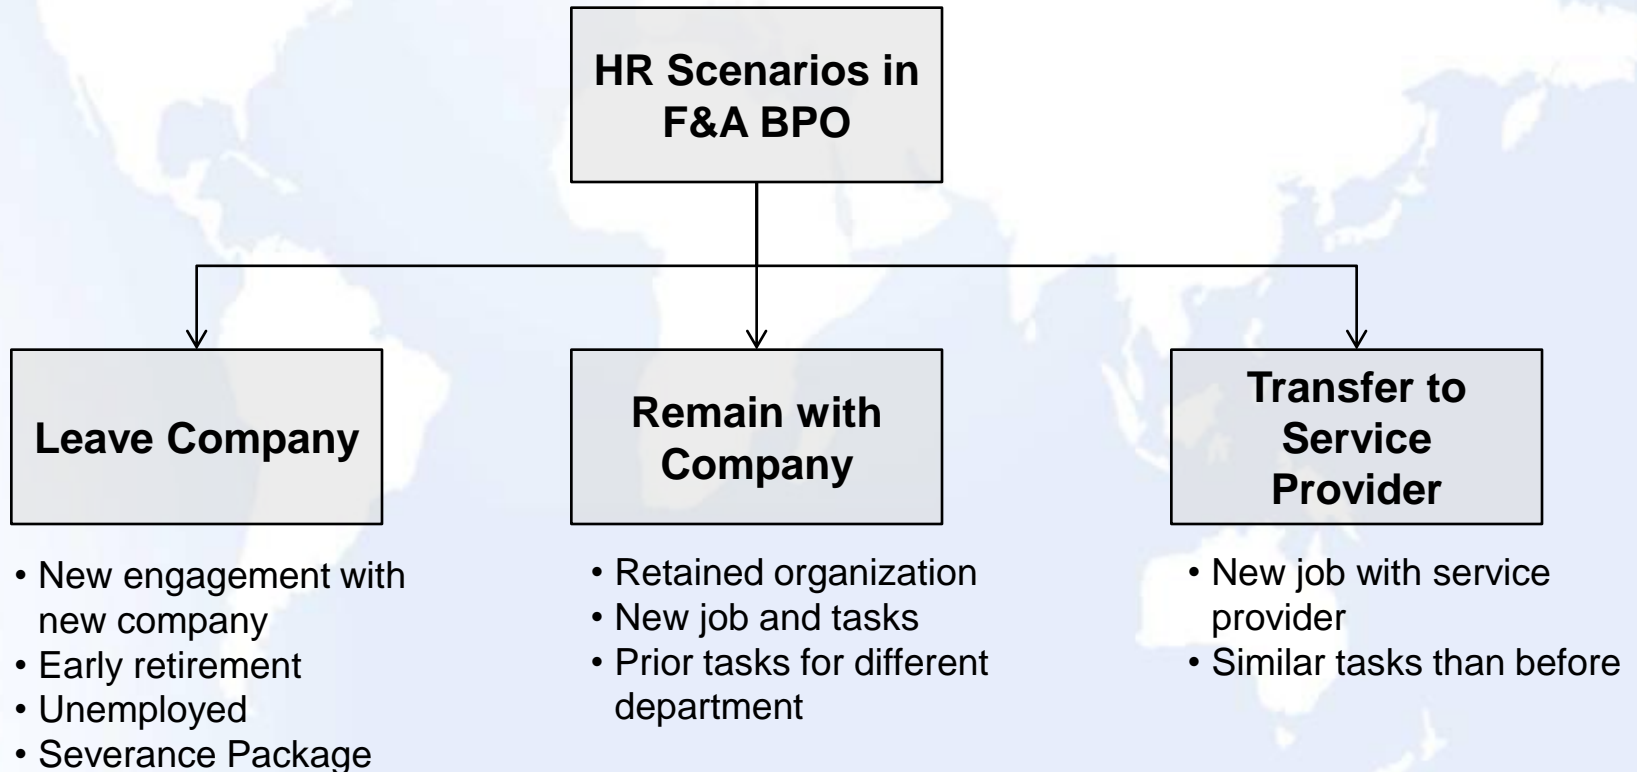 HR Scenarios in
F&A BPO
Leave Company
Remain with
Company
Transfer to
Service
Provider
• New engagement with
new company
• Early retirement
• Unemployed
• Severance Package
• Retained organization
• New job and tasks
• Prior tasks for different
department
• New job with service
provider
• Similar tasks than before